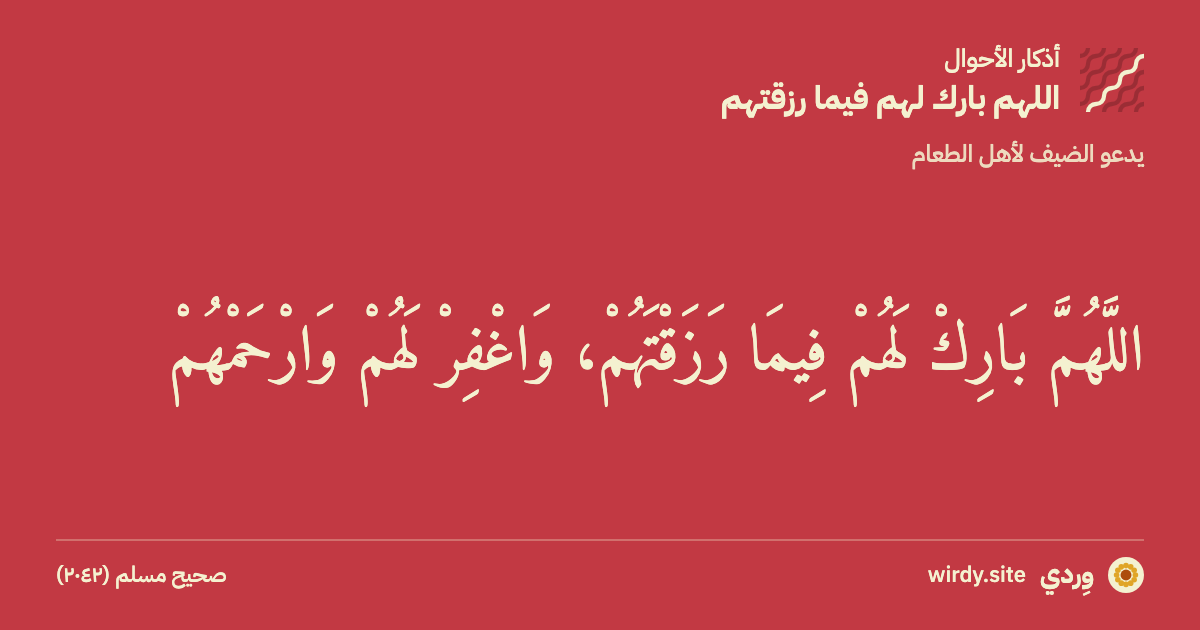 أذكار الأحوال
اللهم بارك لهم فيما رزقتهم
يدعو الضيف لأهل الطعام
اللَّهُمَّ بَارِكْ لَهُمْ فِيمَا رَزَقْتَهُمْ، وَاغْفِرْ لَهُمْ وَارْحَمْهُمْ
وِردي wirdy.site
صحيح مسلم (٢٠٤٢)